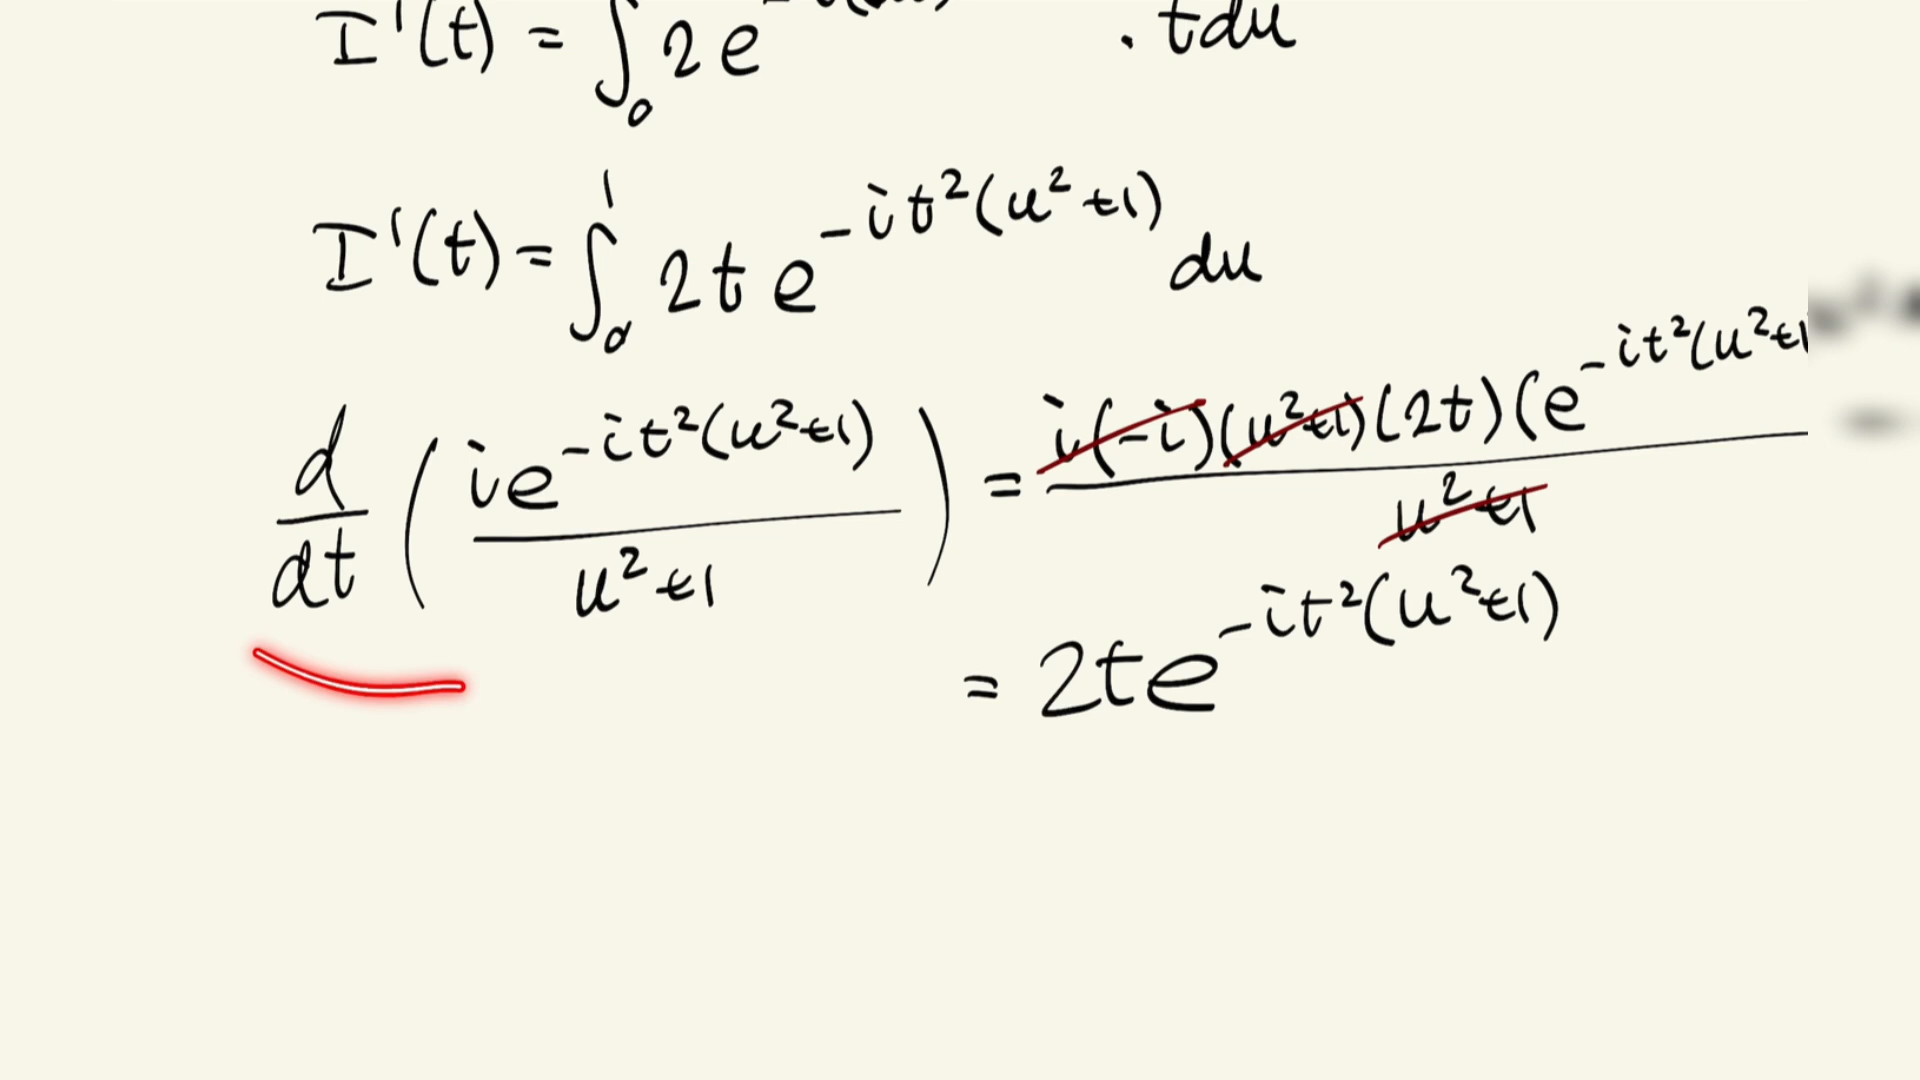 I'(t) = ∫₀ 2e · tdu
I'(t) = ∫₀¹ 2te^{-it²(u²+1)} du
d/dt ( ie^{-it²(u²+1)} / u²+1 ) = i(-i)(u²+1)(2t)(e^{-it²(u²+1 / u²+1
= 2te^{-it²(u²+1)}